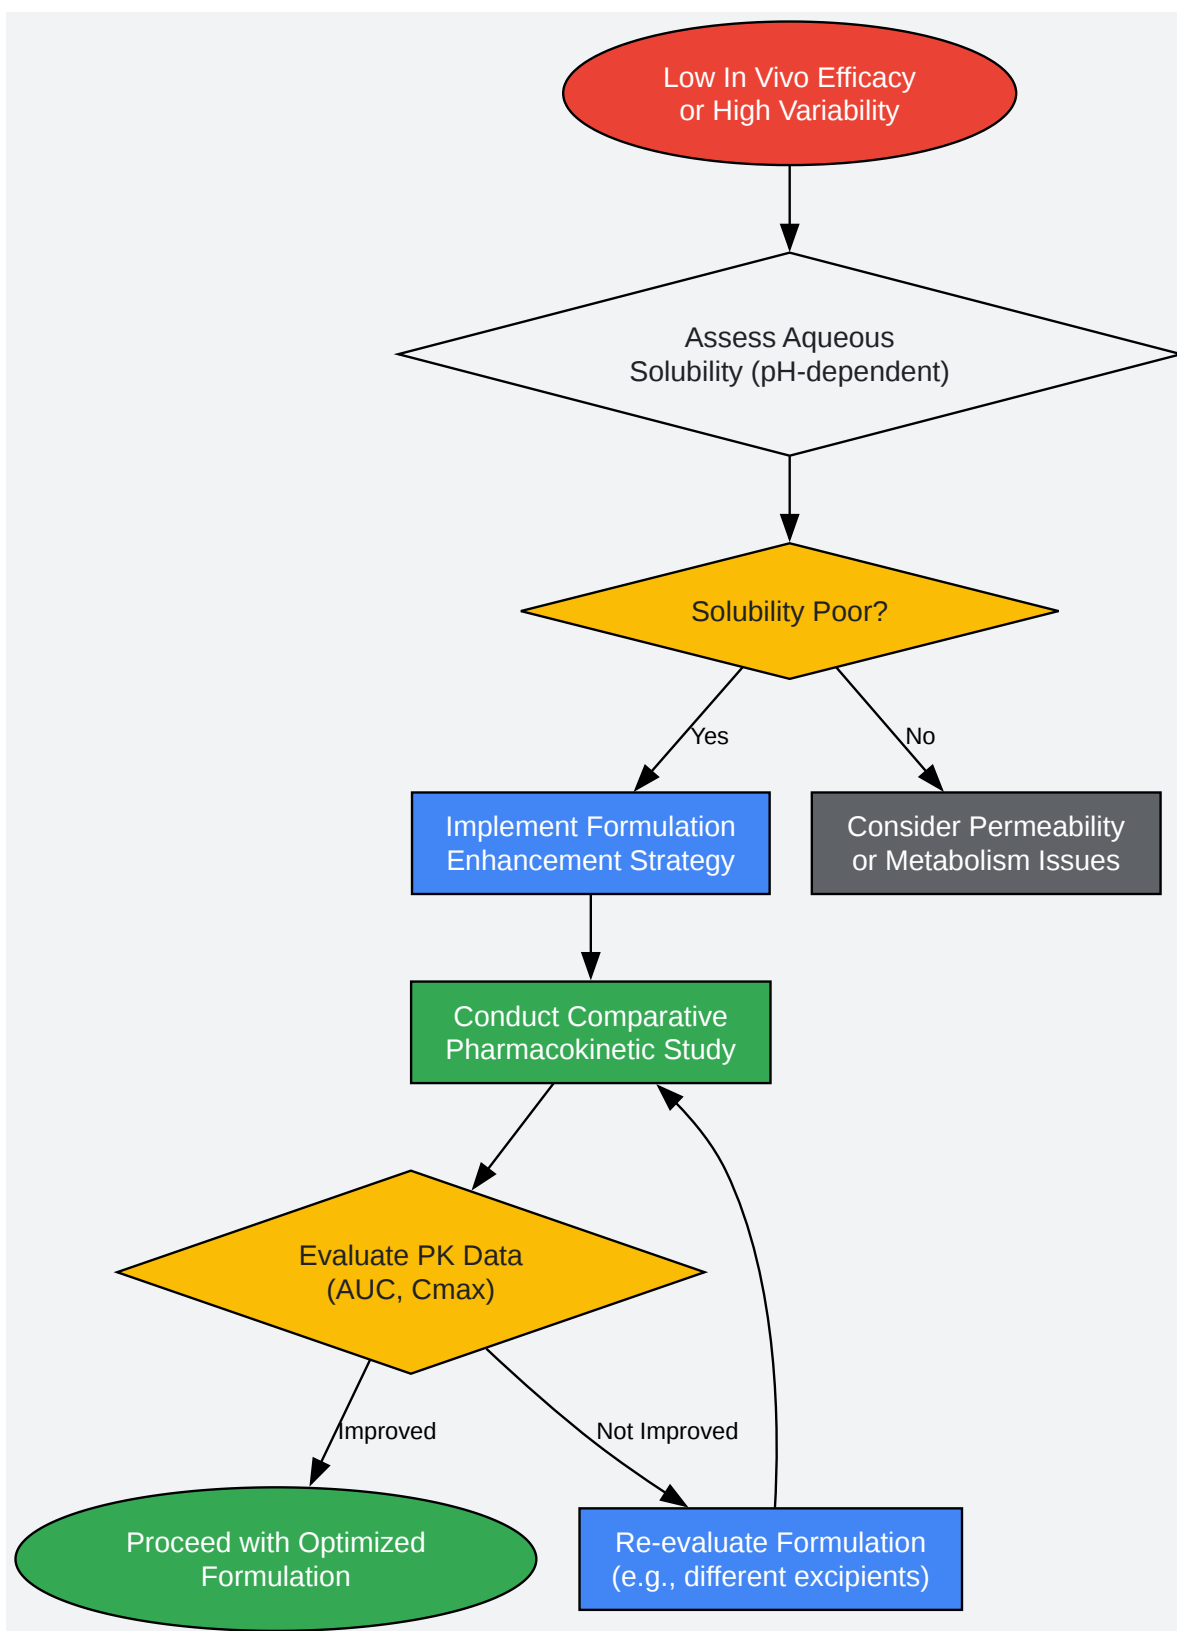 Low In Vivo Efficacy
or High Variability
Assess Aqueous
Solubility (pH-dependent)
Solubility Poor?
Yes
No
Implement Formulation
Enhancement Strategy
Consider Permeability
or Metabolism Issues
Conduct Comparative
Pharmacokinetic Study
Evaluate PK Data
(AUC, Cmax)
Improved
Not Improved
Proceed with Optimized
Formulation
Re-evaluate Formulation
(e.g., different excipients)